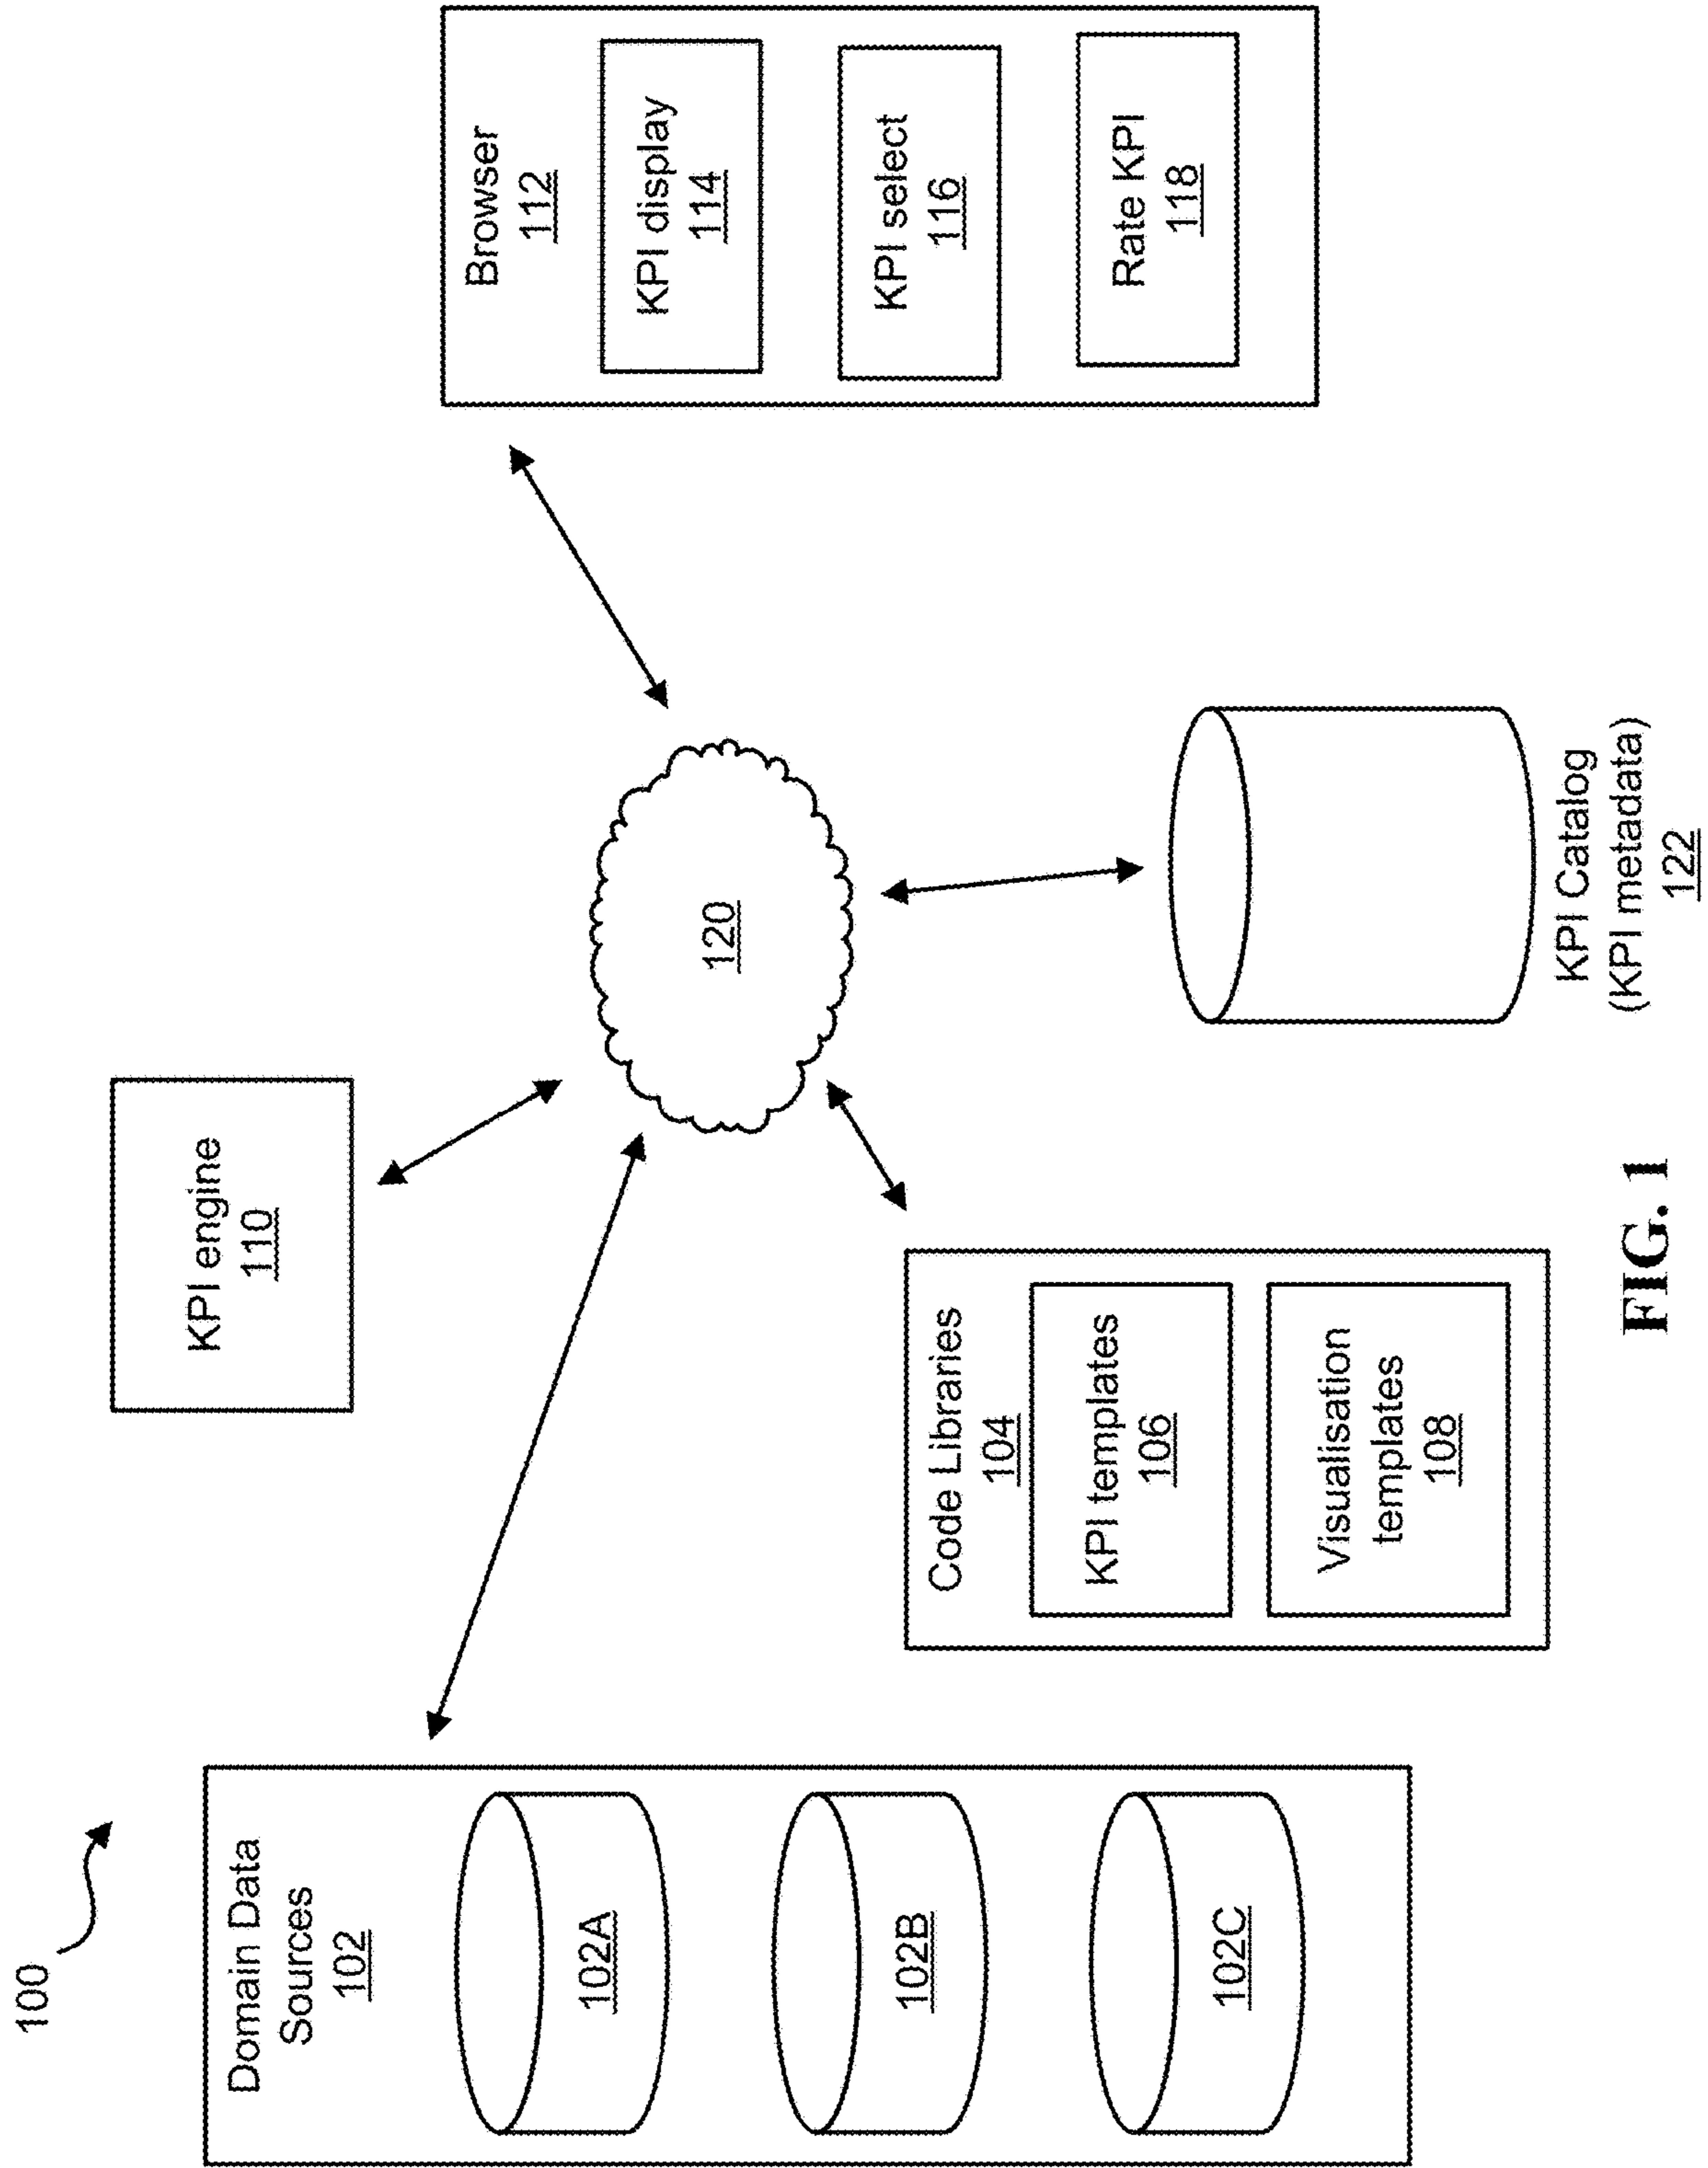 100
Domain Data
Sources
102
102A
102B
102C
KPI engine
110
Code Libraries
104
KPI templates
106
Visualisation
templates
108
120
KPI Catalog
(KPI metadata)
122
Browser
112
KPI display
114
KPI select
116
Rate KPI
118
FIG. 1